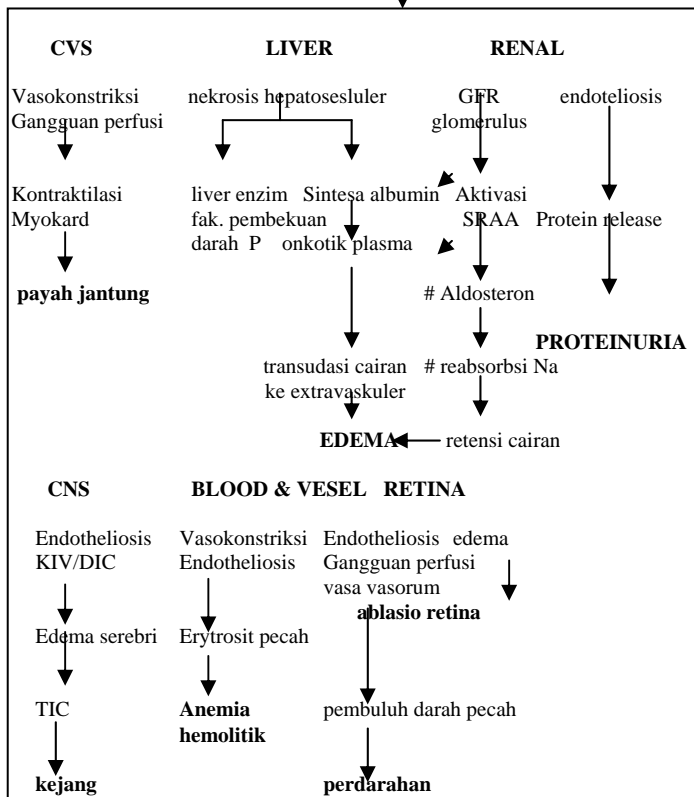 CVS LIVER RENAL
Vasokonstriksi nekrosis hepatosesluler GFR endoteliosis
Gangguan perfusi glomerulus
Kontraktilasi liver enzim Sintesa albumin Aktivasi
Myokard fak. pembekuan SRAA Protein release
darah P onkotik plasma
payah jantung # Aldosteron
PROTEINURIA
transudasi cairan # reabsorbsi Na
ke extravaskuler
EDEMA retensi cairan
CNS BLOOD & VESEL RETINA
Endotheliosis Vasokonstriksi Endotheliosis edema
KIV/DIC Endotheliosis Gangguan perfusi
vasa vasorum
ablasio retina
Edema serebri Erytrosit pecah
TIC Anemia pembuluh darah pecah
hemolitik
kejang perdarahan